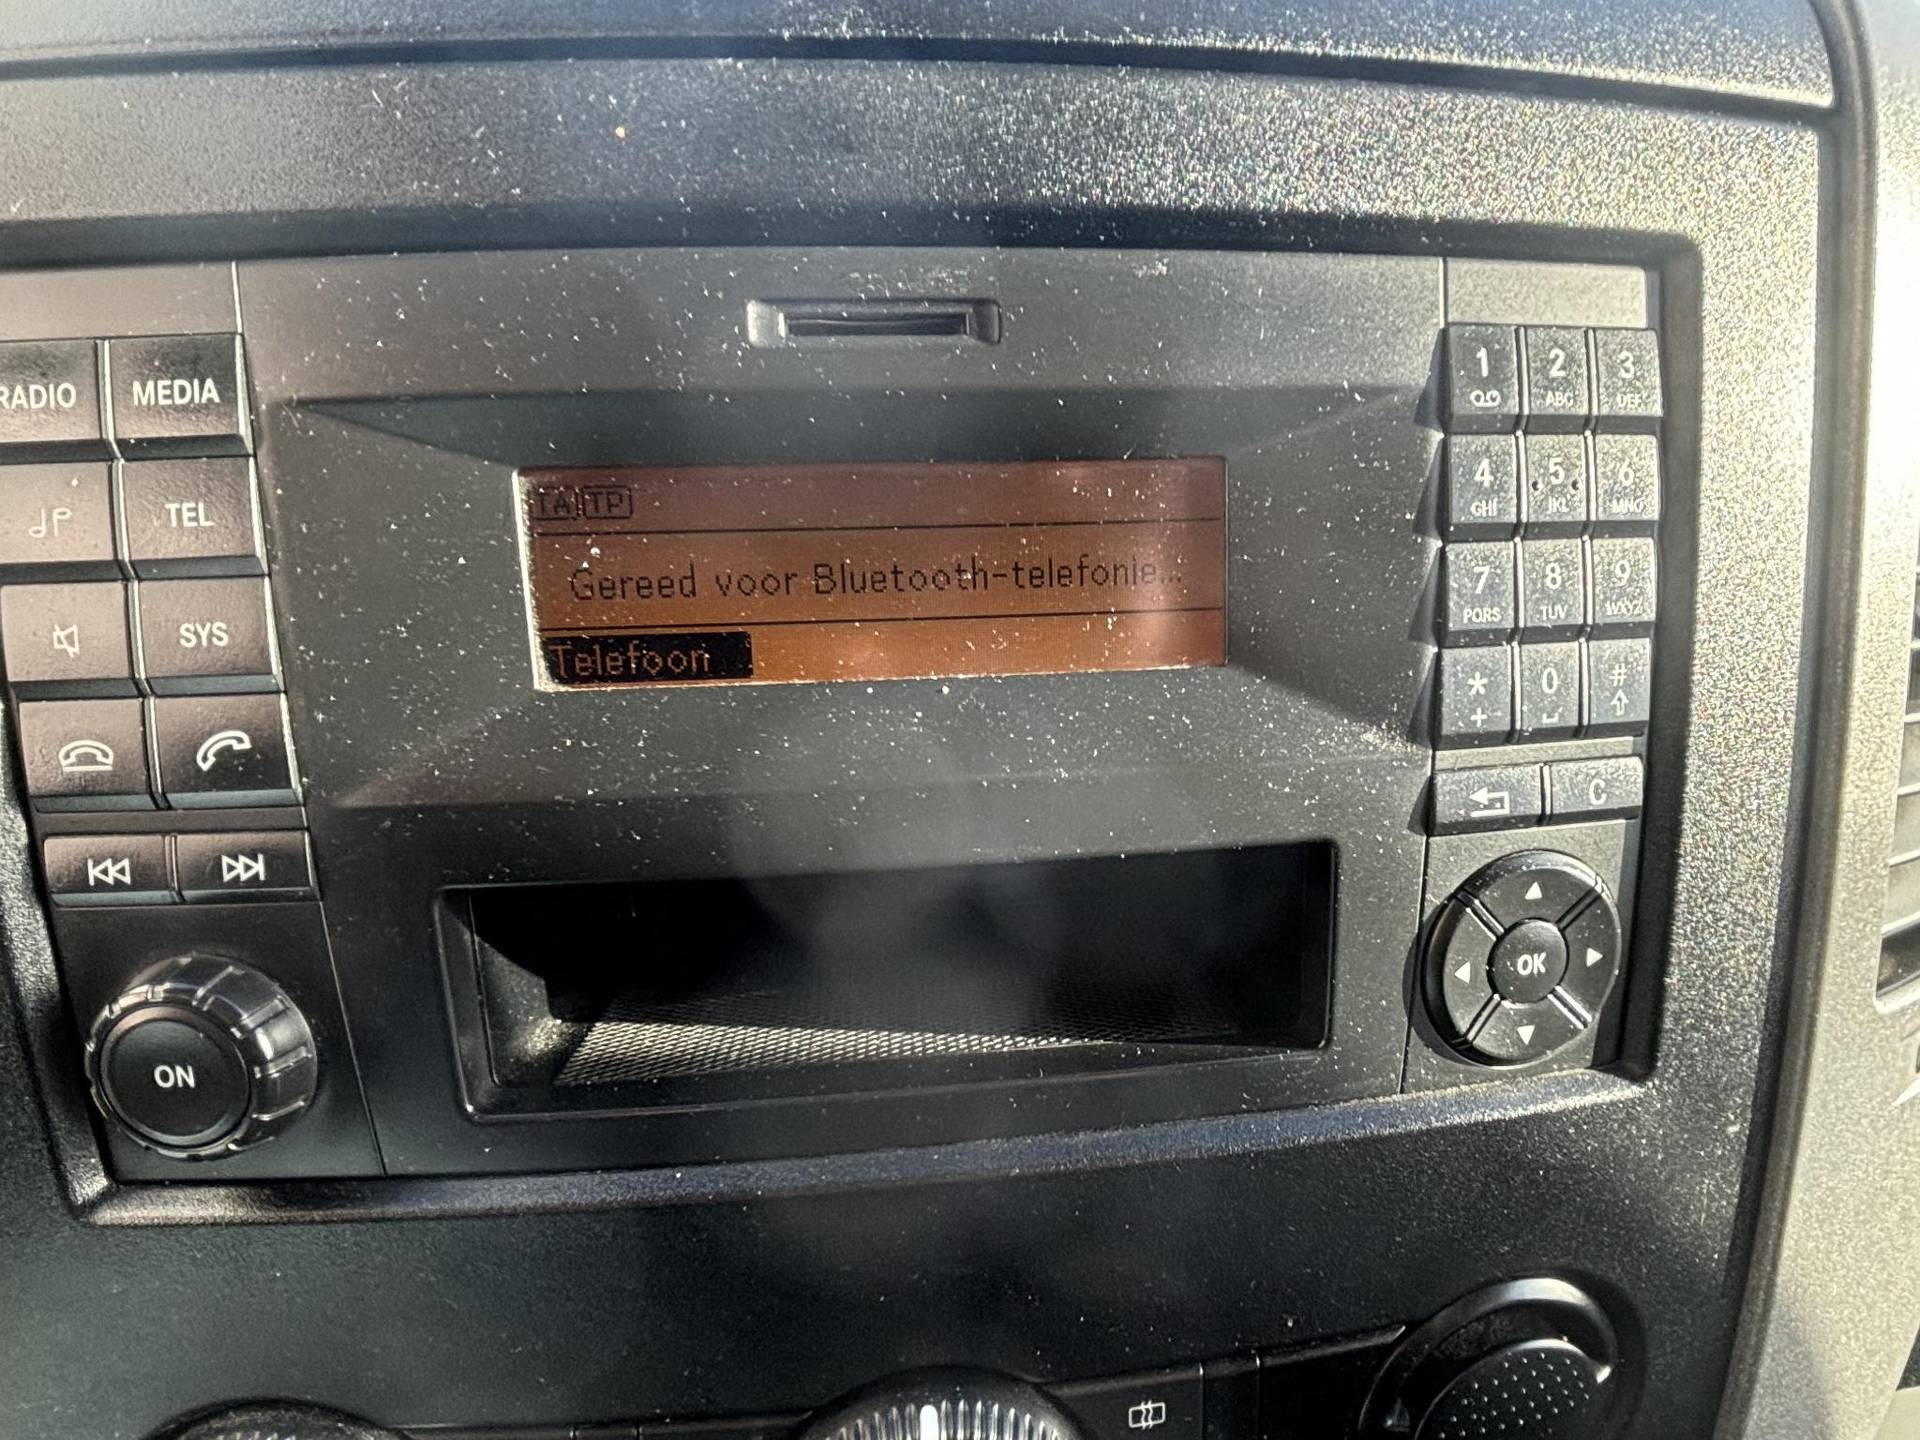 RADIO MEDIA
TEL
SYS
ON
TA TP
Gereed voor Bluetooth-telefonie...
Telefoon
1 2 ABC 3 DEF
4 GHI 5 JKL 6 MNO
7 PQRS 8 TUV 9 WXYZ
* + 0 #
C
OK